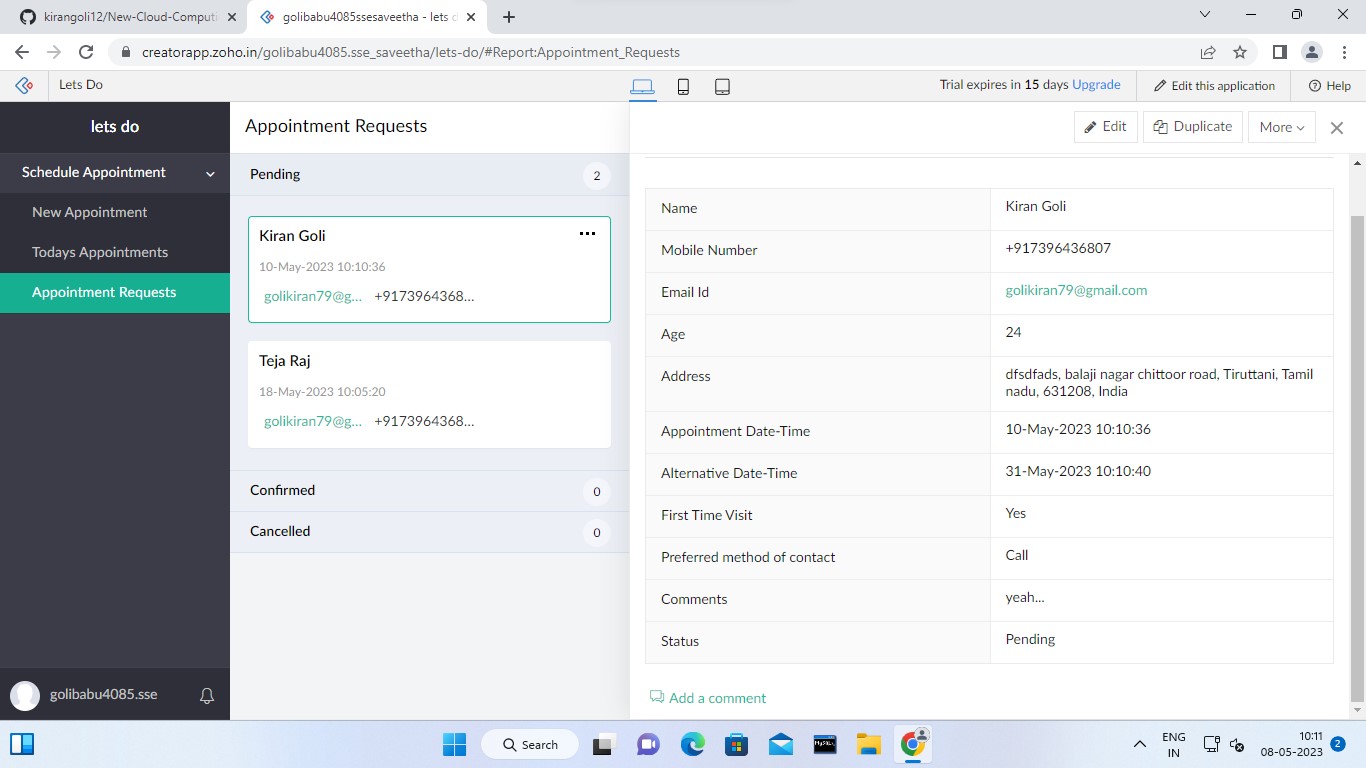 kirangoli12/New-Cloud-Computi
golibabu4085ssesaveetha - lets d
creatorapp.zoho.in/golibabu4085.sse_saveetha/lets-do/#Report:Appointment_Requests
Lets Do
Trial expires in 15 days Upgrade
Edit this application
Help
lets do
Schedule Appointment
New Appointment
Todays Appointments
Appointment Requests
golibabu4085.sse
Appointment Requests
Pending 2
Kiran Goli
10-May-2023 10:10:36
golikiran79@g... +9173964368...
Teja Raj
18-May-2023 10:05:20
golikiran79@g... +9173964368...
Confirmed 0
Cancelled 0
Edit Duplicate More
Name Kiran Goli
Mobile Number +917396436807
Email Id golikiran79@gmail.com
Age 24
Address dfsdfads, balaji nagar chittoor road, Tiruttani, Tamil
nadu, 631208, India
Appointment Date-Time 10-May-2023 10:10:36
Alternative Date-Time 31-May-2023 10:10:40
First Time Visit Yes
Preferred method of contact Call
Comments yeah...
Status Pending
Add a comment
Search
MySQL
ENG
IN
10:11
08-05-2023
2